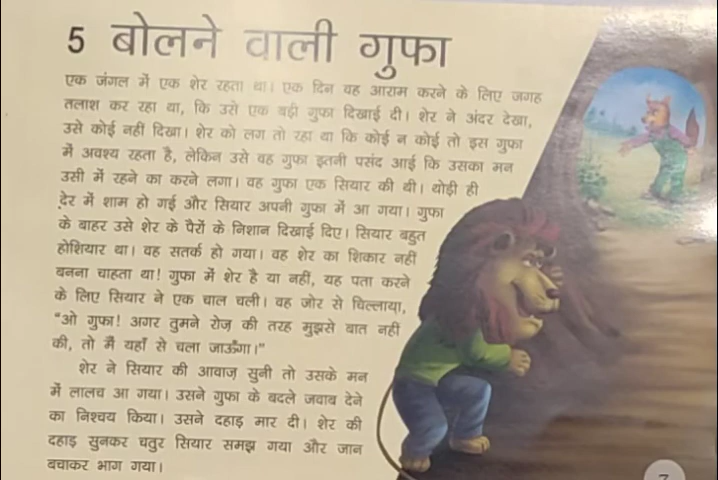 5 बोलने वाली गुफा
एक जंगल में एक शेर रहता था। एक दिन वह आराम करने के लिए जगह
तलाश कर रहा था, कि उसे एक बड़ी गुफा दिखाई दी। शेर ने अंदर देखा,
उसे कोई नहीं दिखा। शेर को लग तो रहा था कि कोई न कोई तो इस गुफा
में अवश्य रहता है, लेकिन उसे वह गुफा इतनी पसंद आई कि उसका मन
उसी में रहने का करने लगा। वह गुफा एक सियार की थी। थोड़ी ही
देर में शाम हो गई और सियार अपनी गुफा में आ गया। गुफा
के बाहर उसे शेर के पैरों के निशान दिखाई दिए। सियार बहुत
होशियार था। वह सतर्क हो गया। वह शेर का शिकार नहीं
बनना चाहता था! गुफा में शेर है या नहीं, यह पता करने
के लिए सियार ने एक चाल चली। वह जोर से चिल्लाया,
"ओ गुफा! अगर तुमने रोज़ की तरह मुझसे बात नहीं
की, तो मैं यहाँ से चला जाऊँगा।"
शेर ने सियार की आवाज़ सुनी तो उसके मन
में लालच आ गया। उसने गुफा के बदले जवाब देने
का निश्चय किया। उसने दहाड़ मार दी। शेर की
दहाड़ सुनकर चतुर सियार समझ गया और जान
बचाकर भाग गया।